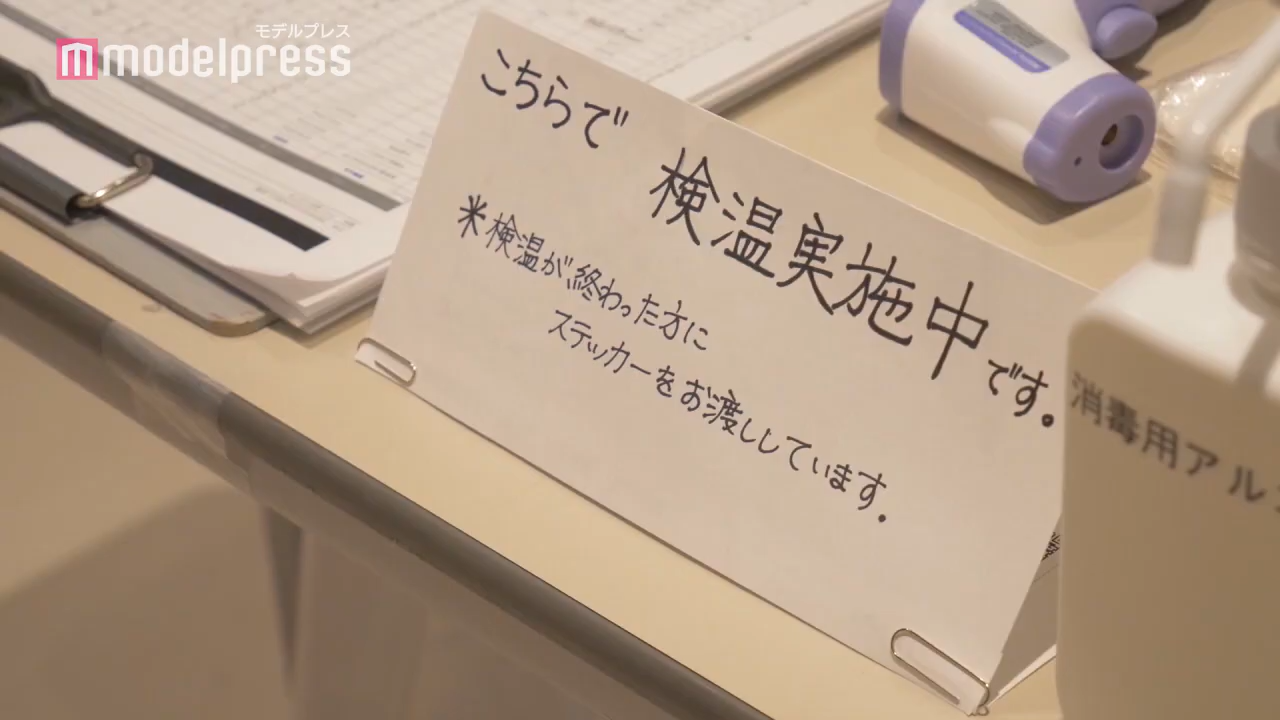 モデルプレス
modelpress
こちらで 検温実施中です。
※検温が終わった方に
ステッカーをお渡ししています。
消毒用アル